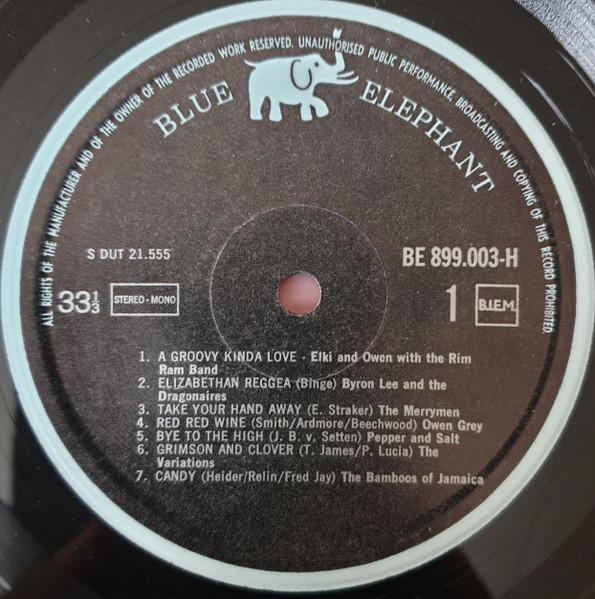 ALL RIGHTS OF THE MANUFACTURER AND OF THE OWNER OF THE RECORDED WORK RESERVED. UNAUTHORISED PUBLIC PERFORMANCE, BROADCASTING AND COPYING OF THIS RECORD PROHIBITED
BLUE ELEPHANT
S DUT 21.555
BE 899.003-H
33⅓
STEREO·MONO
1
B.I.E.M.
1. A GROOVY KINDA LOVE - Elki and Owen with the Rim
Ram Band
2. ELIZABETHAN REGGEA (Binge) Byron Lee and the
Dragonaires
3. TAKE YOUR HAND AWAY (E. Straker) The Merrymen
4. RED RED WINE (Smith/Ardmore/Beechwood) Owen Grey
5. BYE TO THE HIGH (J. B. v. Setten) Pepper and Salt
6. GRIMSON AND CLOVER (T. James/P. Lucia) The
Variations
7. CANDY (Heider/Relin/Fred Jay) The Bamboos of Jamaica